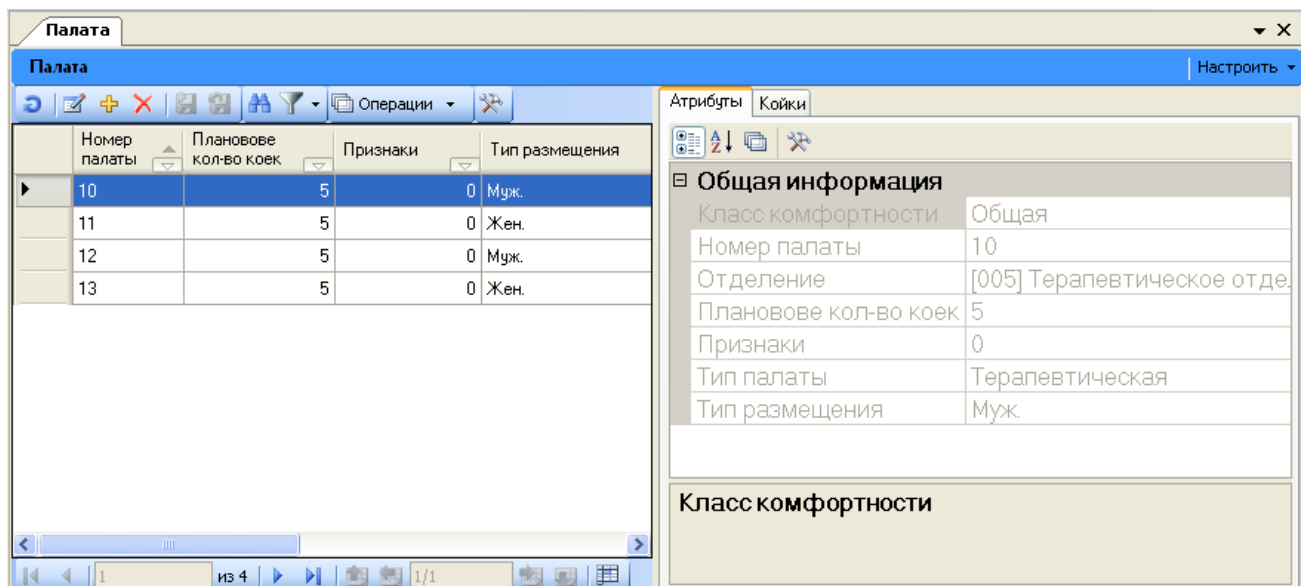 Палата
Палата
Настроить
Операции
Номер палаты
Плановове кол-во коек
Признаки
Тип размещения
10 5 0 Муж.
11 5 0 Жен.
12 5 0 Муж.
13 5 0 Жен.
1 из 4 1/1
Атрибуты Койки
Общая информация
Класс комфортности Общая
Номер палаты 10
Отделение [005] Терапевтическое отде.
Плановове кол-во коек 5
Признаки 0
Тип палаты Терапевтическая
Тип размещения Муж.
Класс комфортности